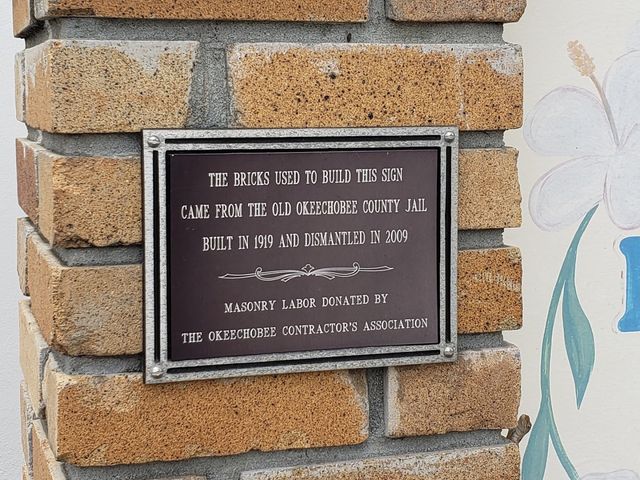 THE BRICKS USED TO BUILD THIS SIGN
CAME FROM THE OLD OKEECHOBEE COUNTY JAIL
BUILT IN 1919 AND DISMANTLED IN 2009
MASONRY LABOR DONATED BY
THE OKEECHOBEE CONTRACTOR'S ASSOCIATION